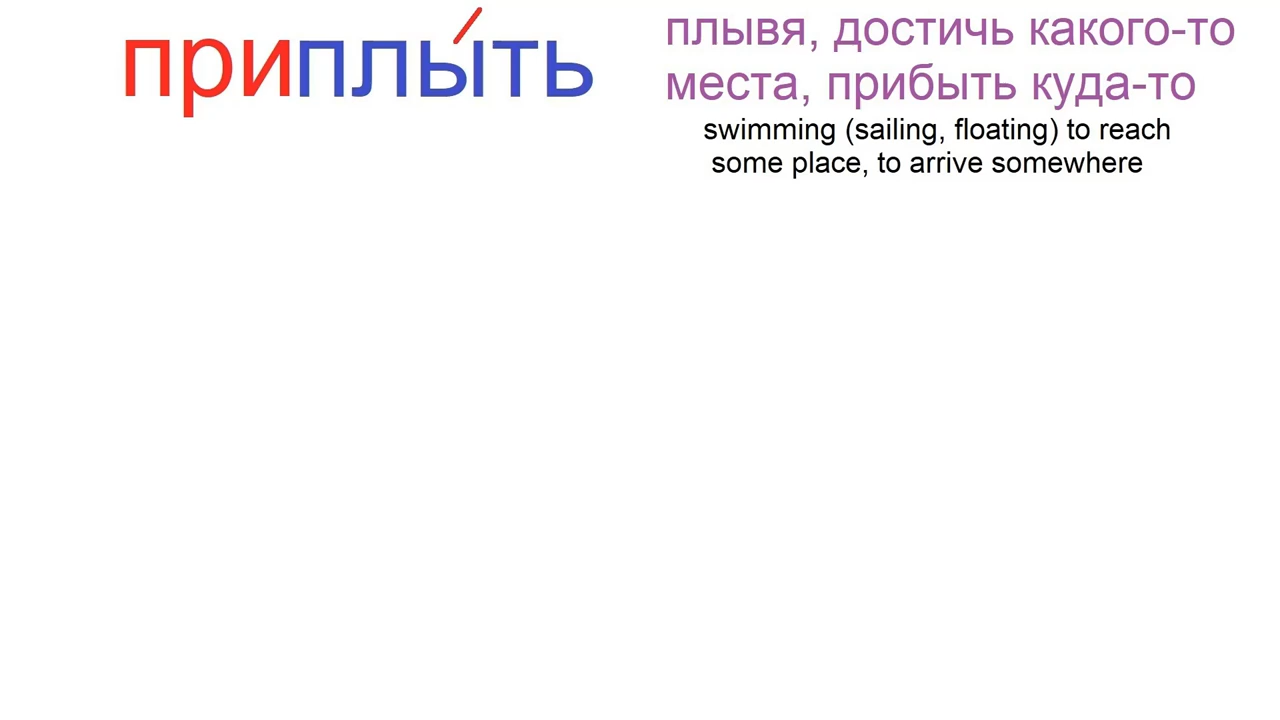 приплы́ть
плывя, достичь какого-то
места, прибыть куда-то
swimming (sailing, floating) to reach
some place, to arrive somewhere